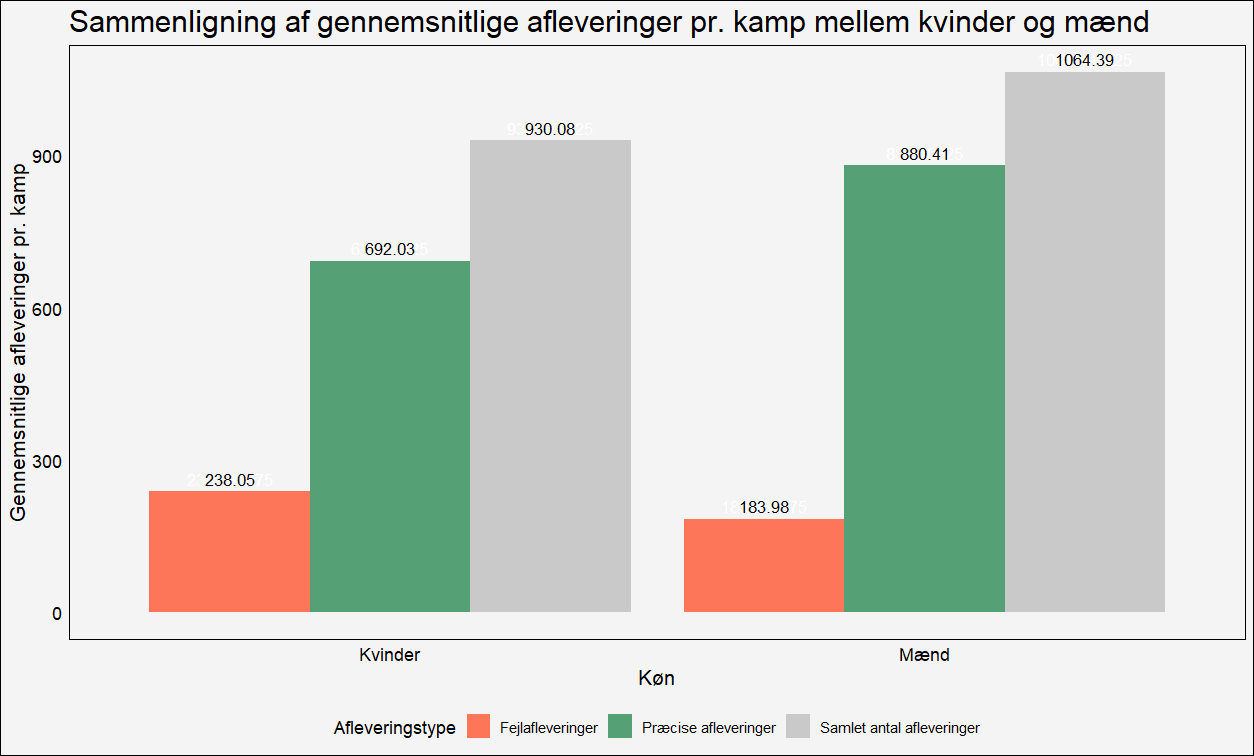 Sammenligning af gennemsnitlige afleveringer pr. kamp mellem kvinder og mænd
Gennemsnitlige afleveringer pr. kamp
900
600
300
0
238.05
692.03
930.08
183.98
880.41
1064.39
Kvinder
Mænd
Køn
Afleveringstype
Fejlafleveringer
Præcise afleveringer
Samlet antal afleveringer